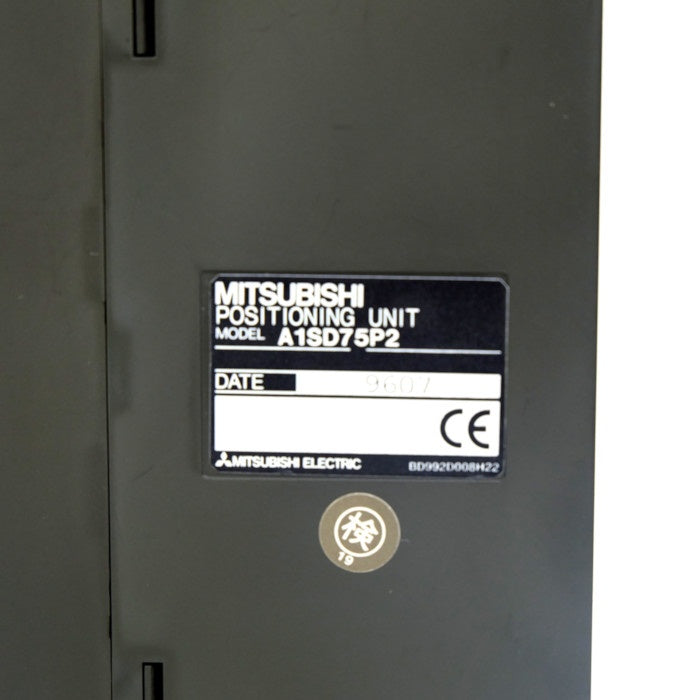 MITSUBISHI
POSITIONING UNIT
MODEL A1SD75P2
DATE 9607
CE
MITSUBISHI ELECTRIC BD992D008H22
検
19